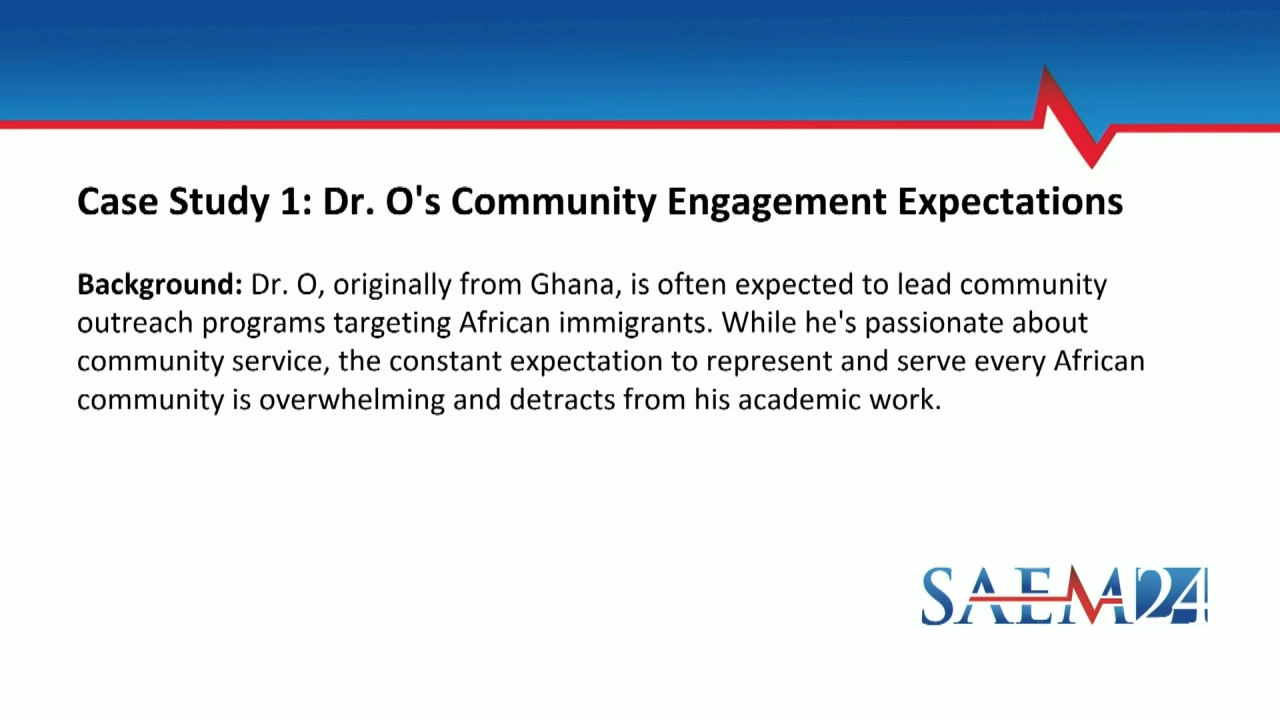 Case Study 1: Dr. O's Community Engagement Expectations
Background: Dr. O, originally from Ghana, is often expected to lead community
outreach programs targeting African immigrants. While he's passionate about
community service, the constant expectation to represent and serve every African
community is overwhelming and detracts from his academic work.
SAEM24